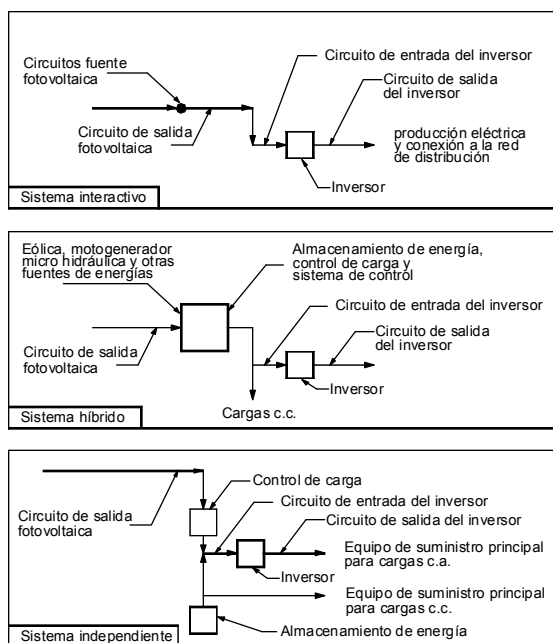 Circuitos fuente
fotovoltaica
Circuito de entrada del inversor
Circuito de salida
del inversor
Circuito de salida
fotovoltaica
producción eléctrica
y conexión a la red
de distribución
Inversor
Sistema interactivo
Eólica, motogenerador
micro hidráulica y otras
fuentes de energías
Almacenamiento de energía,
control de carga y
sistema de control
Circuito de entrada del inversor
Circuito de salida
del inversor
Circuito de salida
fotovoltaica
Inversor
Cargas c.c.
Sistema híbrido
Control de carga
Circuito de salida
fotovoltaica
Circuito de entrada del inversor
Circuito de salida del inversor
Equipo de suministro principal
para cargas c.a.
Inversor
Equipo de suministro principal
para cargas c.c.
Almacenamiento de energía
Sistema independiente